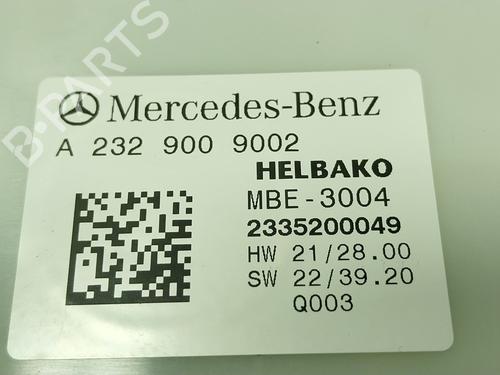 Mercedes-Benz
A 232 900 9002
HELBAKO
MBE-3004
2335200049
HW 21/28.00
SW 22/39.20
Q003
B-PARTS